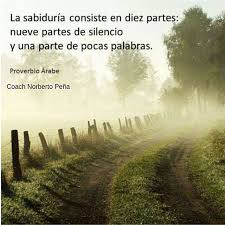 La sabiduría consiste en diez partes:
nueve partes de silencio
y una parte de pocas palabras.
Proverbio Árabe
Coach Norberto Peña